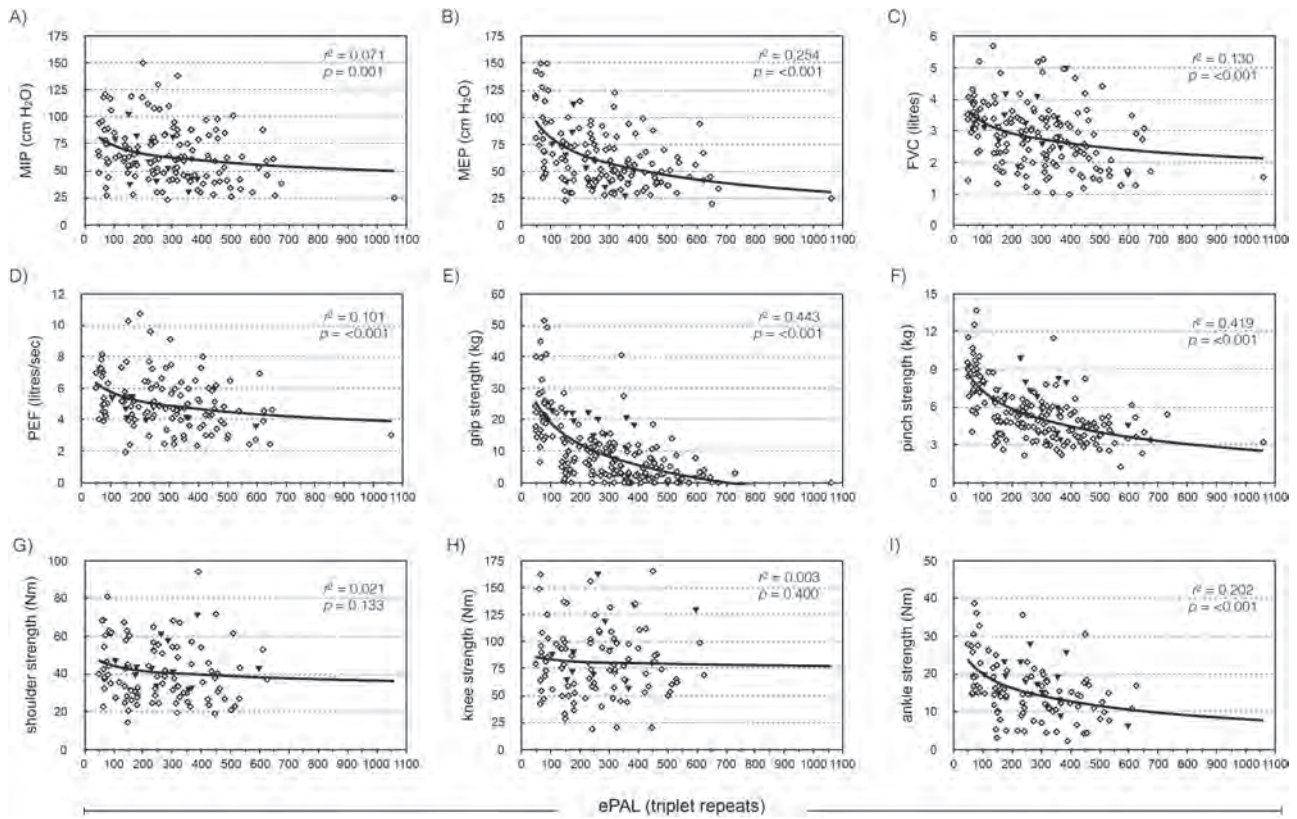 A)
MIP (cm H₂O)
175
150
125
100
75
50
25
0
r² = 0.071
p = 0.001
0 100 200 300 400 500 600 700 800 900 1000 1100
B)
MEP (cm H₂O)
175
150
125
100
75
50
25
0
r² = 0.254
p = <0.001
0 100 200 300 400 500 600 700 800 900 1000 1100
C)
FVC (litres)
6
5
4
3
2
1
0
r² = 0.130
p = <0.001
0 100 200 300 400 500 600 700 800 900 1000 1100
D)
PEF (litres/sec)
12
10
8
6
4
2
0
r² = 0.101
p = <0.001
0 100 200 300 400 500 600 700 800 900 1000 1100
E)
grip strength (kg)
60
50
40
30
20
10
0
r² = 0.443
p = <0.001
0 100 200 300 400 500 600 700 800 900 1000 1100
F)
pinch strength (kg)
15
12
9
6
3
0
r² = 0.419
p = <0.001
0 100 200 300 400 500 600 700 800 900 1000 1100
G)
shoulder strength (Nm)
100
80
60
40
20
0
r² = 0.021
p = 0.133
0 100 200 300 400 500 600 700 800 900 1000 1100
H)
knee strength (Nm)
175
150
125
100
75
50
25
0
r² = 0.003
p = 0.400
0 100 200 300 400 500 600 700 800 900 1000 1100
I)
ankle strength (Nm)
50
40
30
20
10
0
r² = 0.202
p = <0.001
0 100 200 300 400 500 600 700 800 900 1000 1100
ePAL (triplet repeats)